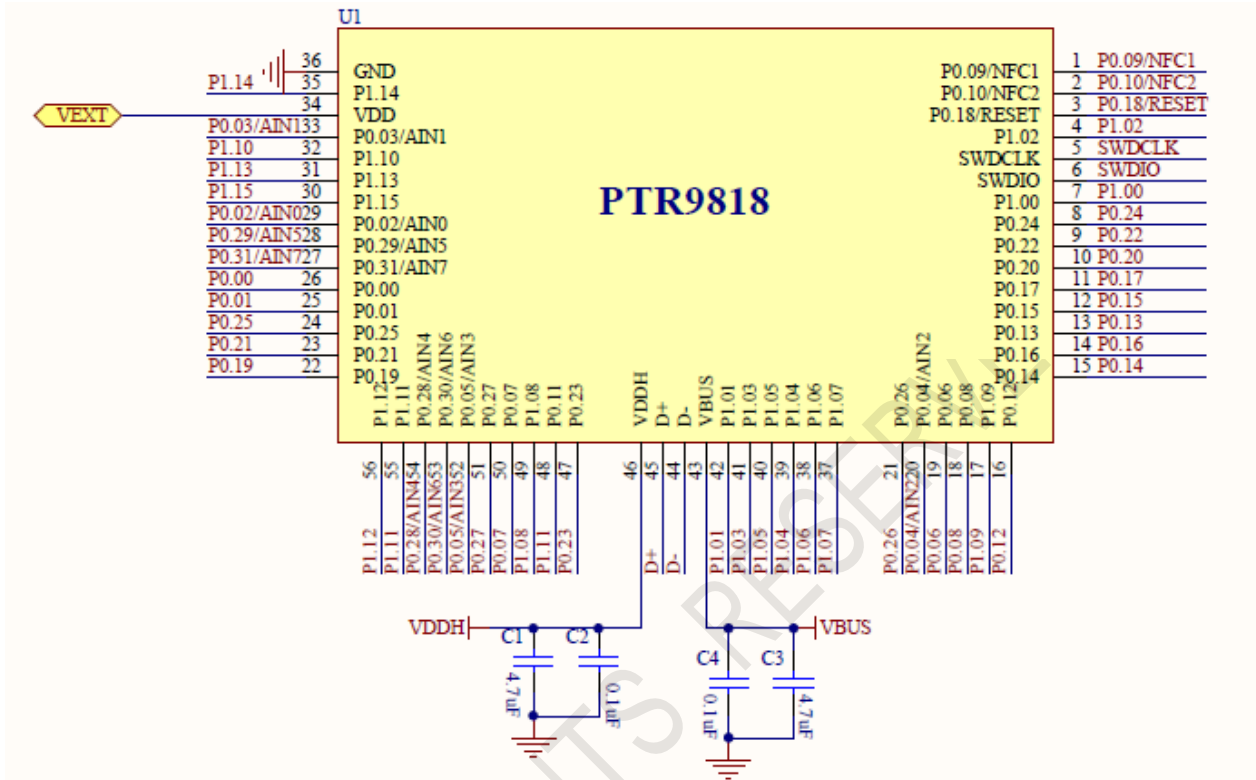 U1
PTR9818
36 GND
P1.14 35 P1.14
VEXT 34 VDD
P0.03/AIN133 P0.03/AIN1
P1.10 32 P1.10
P1.13 31 P1.13
P1.15 30 P1.15
P0.02/AIN029 P0.02/AIN0
P0.29/AIN528 P0.29/AIN5
P0.31/AIN727 P0.31/AIN7
P0.00 26 P0.00
P0.01 25 P0.01
P0.25 24 P0.25
P0.21 23 P0.21
P0.19 22 P0.19
P0.09/NFC1 1 P0.09/NFC1
P0.10/NFC2 2 P0.10/NFC2
P0.18/RESET 3 P0.18/RESET
P1.02 4 P1.02
SWDCLK 5 SWDCLK
SWDIO 6 SWDIO
P1.00 7 P1.00
P0.24 8 P0.24
P0.22 9 P0.22
P0.20 10 P0.20
P0.17 11 P0.17
P0.15 12 P0.15
P0.13 13 P0.13
P0.16 14 P0.16
P0.14 15 P0.14
P1.12 56 P1.12
P1.11 55 P1.11
P0.28/AIN4 P0.28/AIN454
P0.30/AIN6 P0.30/AIN653
P0.05/AIN3 P0.05/AIN352
P0.27 51 P0.27
P0.07 50 P0.07
P1.08 49 P1.08
P0.11 48 P1.11
P0.23 47 P0.23
VDDH 46
D+ 45 D+
D- 44 D-
VBUS 43
P1.01 42 P1.01
P1.03 41 P1.03
P1.05 40 P1.05
P1.04 39 P1.04
P1.06 38 P1.06
P1.07 37 P1.07
P0.26 21 P0.26
P0.04/AIN2 P0.04/AIN220
P0.06 19 P0.06
P0.08 18 P0.08
P1.09 17 P1.09
P0.12 16 P0.12
VDDH
C1
4.7uF
C2
0.1uF
VBUS
C4
0.1uF
C3
4.7uF